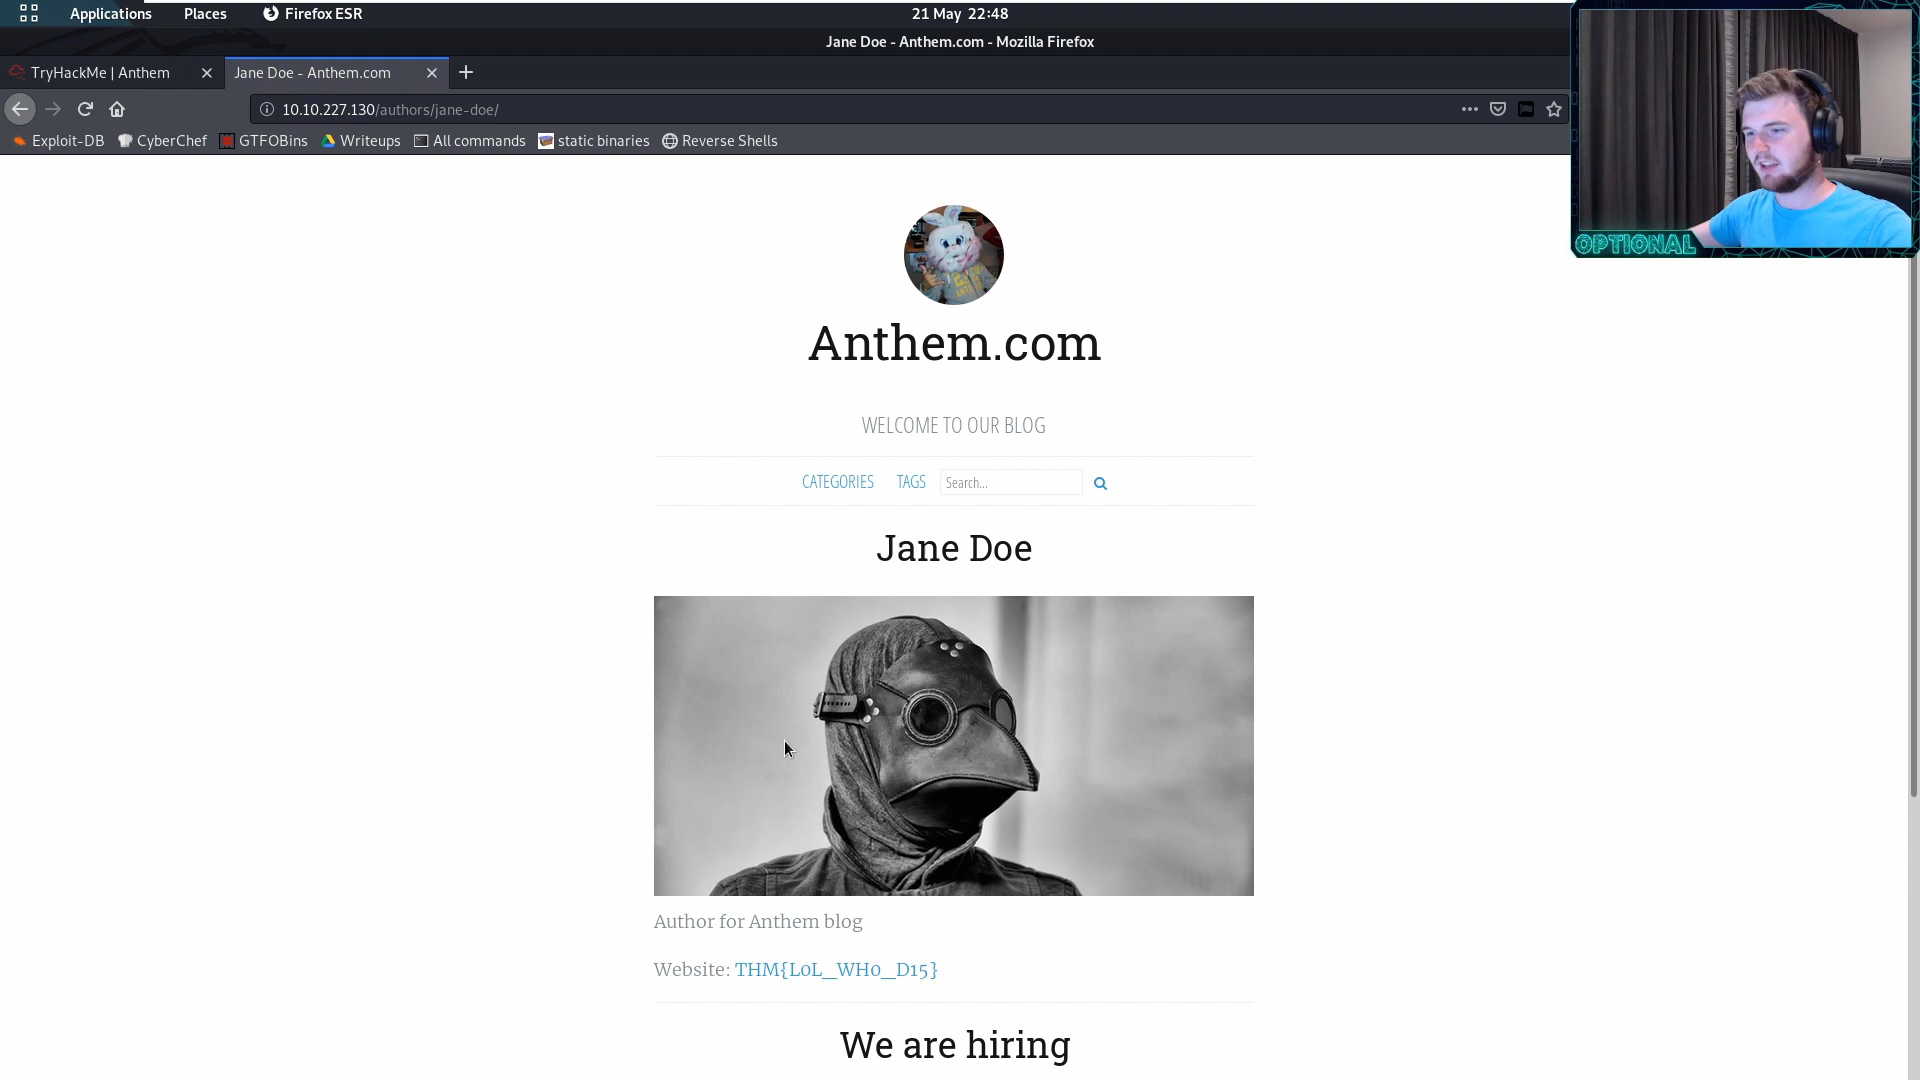 Applications Places Firefox ESR 21 May 22:48
Jane Doe - Anthem.com - Mozilla Firefox
TryHackMe | Anthem Jane Doe - Anthem.com
10.10.227.130/authors/jane-doe/
Exploit-DB CyberChef GTFOBins Writeups All commands static binaries Reverse Shells
OPTIONAL
Anthem.com
WELCOME TO OUR BLOG
CATEGORIES TAGS Search...
Jane Doe
Author for Anthem blog
Website: THM{L0L_WH0_D15}
We are hiring